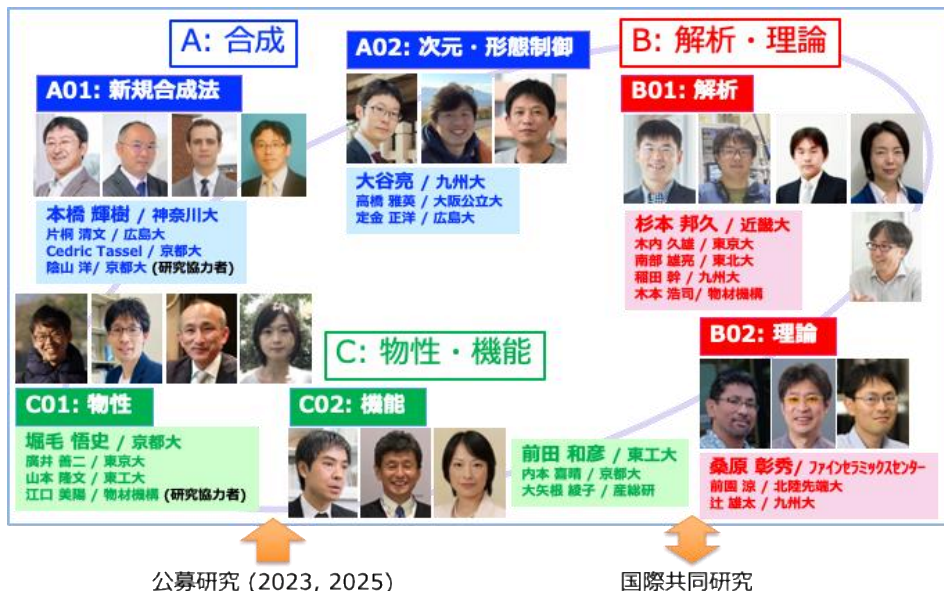 A: 合成
A01: 新規合成法
本橋 輝樹 / 神奈川大
片桐 清文 / 広島大
Cedric Tassel / 京都大
陰山 洋/ 京都大 (研究協力者)
A02: 次元・形態制御
大谷亮 / 九州大
高橋 雅英 / 大阪公立大
定金 正洋 / 広島大
B: 解析・理論
B01: 解析
杉本 邦久 / 近畿大
木内 久雄 / 東京大
南部 雄亮 / 東北大
稲田 幹 / 九州大
木本 浩司/ 物材機構
B02: 理論
桑原 彰秀/ ファインセラミックスセンター
前園 涼 / 北陸先端大
辻 雄太 / 九州大
C: 物性・機能
C01: 物性
堀毛 悟史 / 京都大
廣井 善二 / 東京大
山本 隆文 / 東工大
江口 美陽 / 物材機構 (研究協力者)
C02: 機能
前田 和彦 / 東工大
内本 喜晴 / 京都大
大矢根 綾子 / 産総研
公募研究 (2023, 2025)
国際共同研究